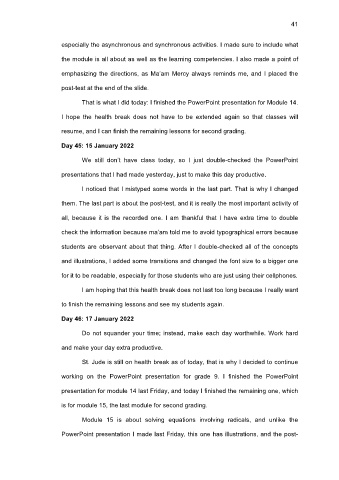 41
especially the asynchronous and synchronous activities. I made sure to include what
the module is all about as well as the learning competencies. I also made a point of
emphasizing the directions, as Ma'am Mercy always reminds me, and I placed the
post-test at the end of the slide.
That is what I did today: I finished the PowerPoint presentation for Module 14.
I hope the health break does not have to be extended again so that classes will
resume, and I can finish the remaining lessons for second grading.
Day 45: 15 January 2022
We still don't have class today, so I just double-checked the PowerPoint
presentations that I had made yesterday, just to make this day productive.
I noticed that I mistyped some words in the last part. That is why I changed
them. The last part is about the post-test, and it is really the most important activity of
all, because it is the recorded one. I am thankful that I have extra time to double
check the information because ma'am told me to avoid typographical errors because
students are observant about that thing. After I double-checked all of the concepts
and illustrations, I added some transitions and changed the font size to a bigger one
for it to be readable, especially for those students who are just using their cellphones.
I am hoping that this health break does not last too long because I really want
to finish the remaining lessons and see my students again.
Day 46: 17 January 2022
Do not squander your time; instead, make each day worthwhile. Work hard
and make your day extra productive.
St. Jude is still on health break as of today, that is why I decided to continue
working on the PowerPoint presentation for grade 9. I finished the PowerPoint
presentation for module 14 last Friday, and today I finished the remaining one, which
is for module 15, the last module for second grading.
Module 15 is about solving equations involving radicals, and unlike the
PowerPoint presentation I made last Friday, this one has illustrations, and the post-